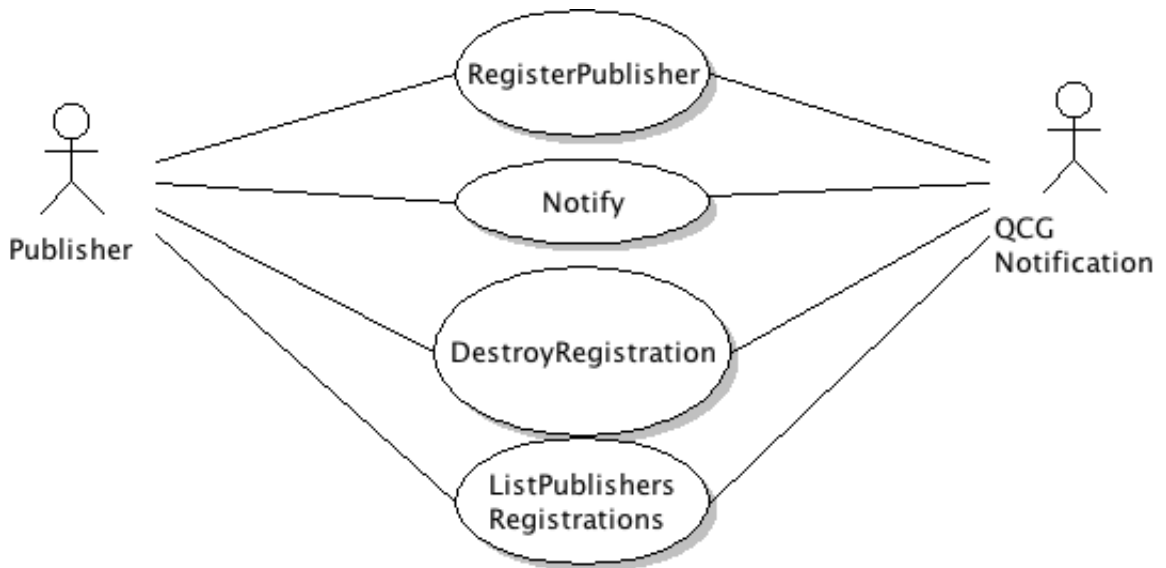 RegisterPublisher
Notify
Publisher
QCG
Notification
DestroyRegistration
ListPublishers
Registrations